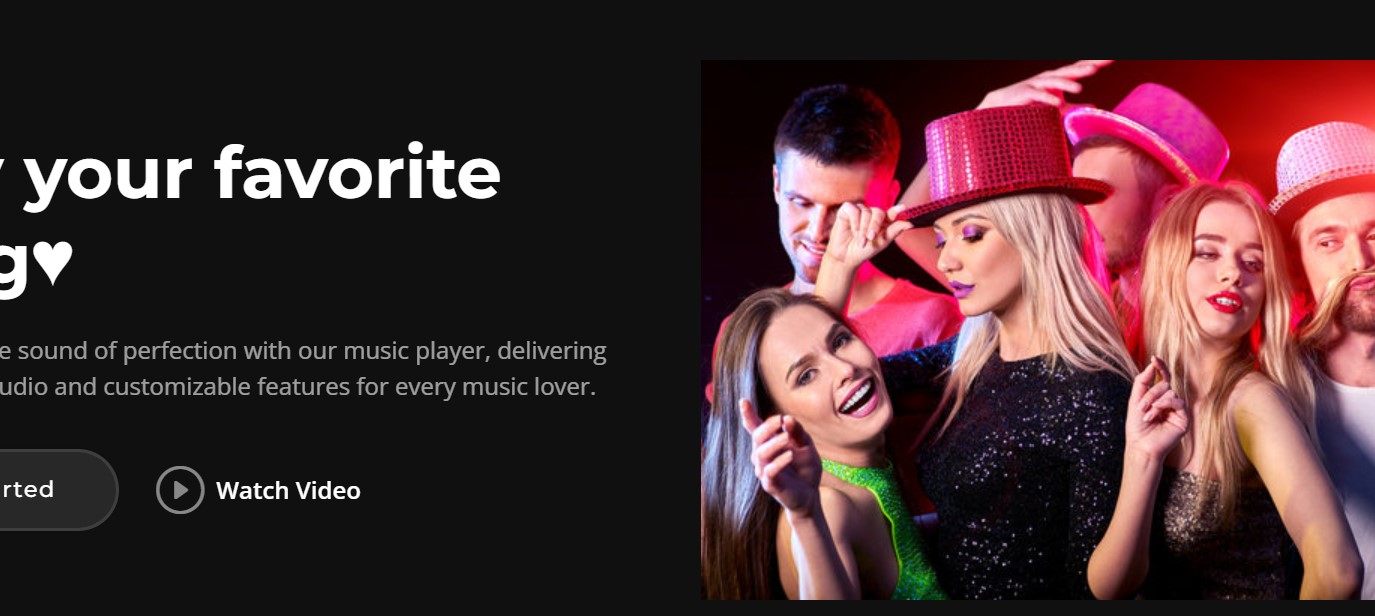 your favorite
g♥
e sound of perfection with our music player, delivering
udio and customizable features for every music lover.
rted
Watch Video